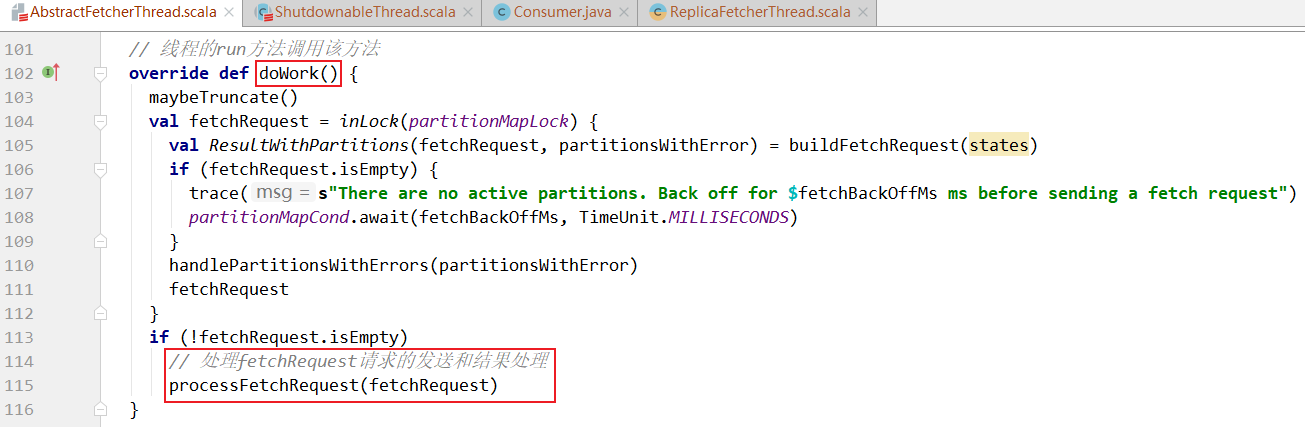 AbstractFetcherThread.scala × ShutdownableThread.scala × Consumer.java × ReplicaFetcherThread.scala ×
101 // 线程的run方法调用该方法
102 override def doWork() {
103 maybeTruncate()
104 val fetchRequest = inLock(partitionMapLock) {
105 val ResultWithPartitions(fetchRequest, partitionsWithError) = buildFetchRequest(states)
106 if (fetchRequest.isEmpty) {
107 trace( msg = s"There are no active partitions. Back off for $fetchBackOffMs ms before sending a fetch request")
108 partitionMapCond.await(fetchBackOffMs, TimeUnit.MILLISECONDS)
109 }
110 handlePartitionsWithErrors(partitionsWithError)
111 fetchRequest
112 }
113 if (!fetchRequest.isEmpty)
114 // 处理fetchRequest请求的发送和结果处理
115 processFetchRequest(fetchRequest)
116 }